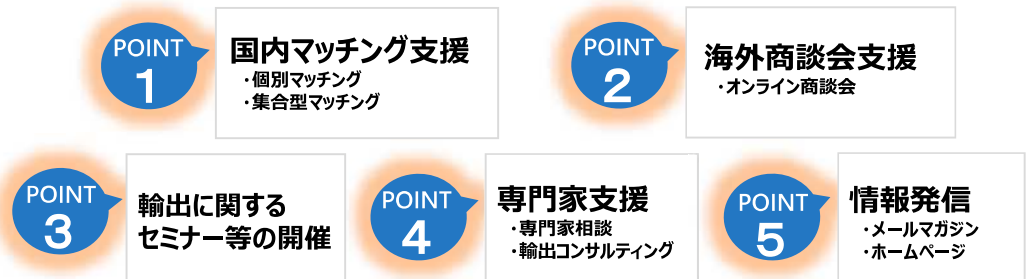 POINT
1
国内マッチング支援
・個別マッチング
・集合型マッチング
POINT
2
海外商談会支援
・オンライン商談会
POINT
3
輸出に関する
セミナー等の開催
POINT
4
専門家支援
・専門家相談
・輸出コンサルティング
POINT
5
情報発信
・メールマガジン
・ホームページ